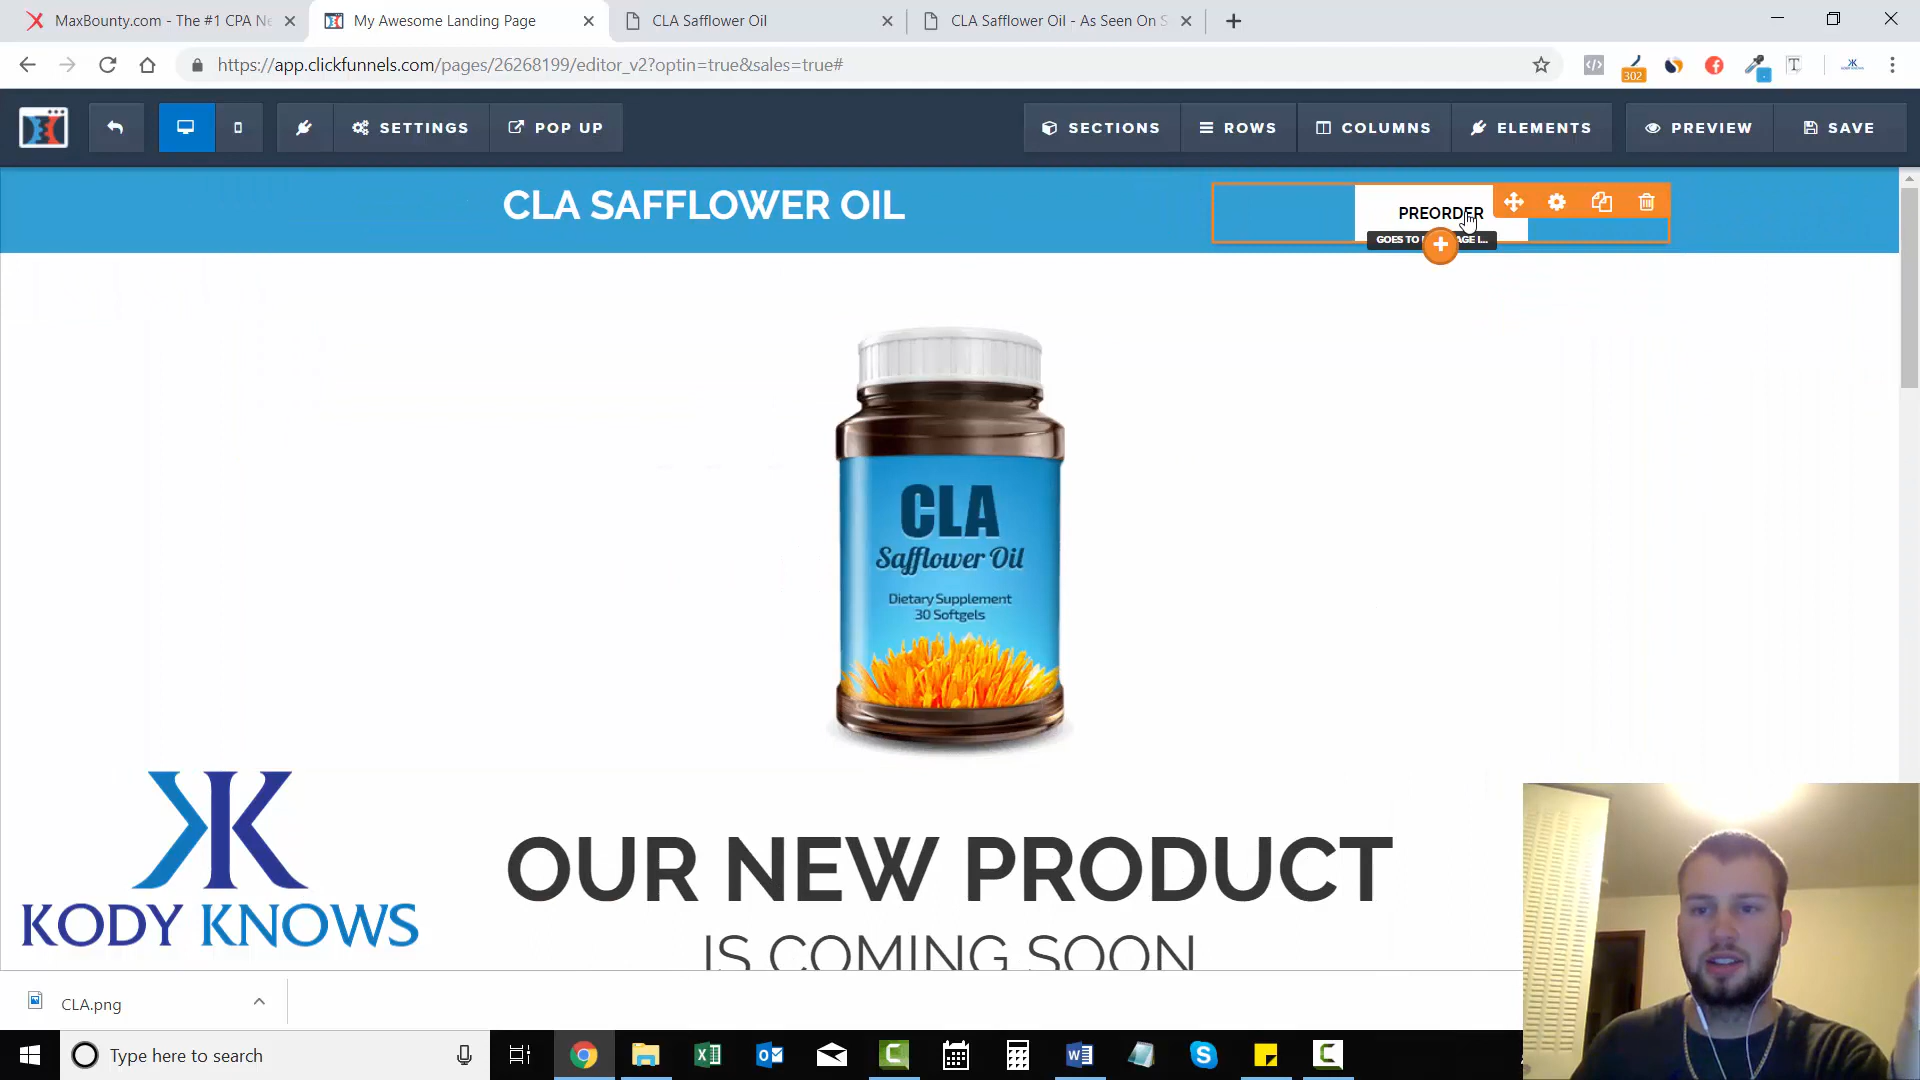 MaxBounty.com - The #1 CPA Ne
My Awesome Landing Page
CLA Safflower Oil
CLA Safflower Oil - As Seen On S
https://app.clickfunnels.com/pages/26268199/editor_v2?optin=true&sales=true#
302
SETTINGS
POP UP
SECTIONS
ROWS
COLUMNS
ELEMENTS
PREVIEW
SAVE
CLA SAFFLOWER OIL
PREORDER
GOES TO
AGE I...
CLA
Safflower Oil
Dietary Supplement
30 Softgels
OUR NEW PRODUCT
IS COMING SOON
KODY KNOWS
CLA.png
Type here to search